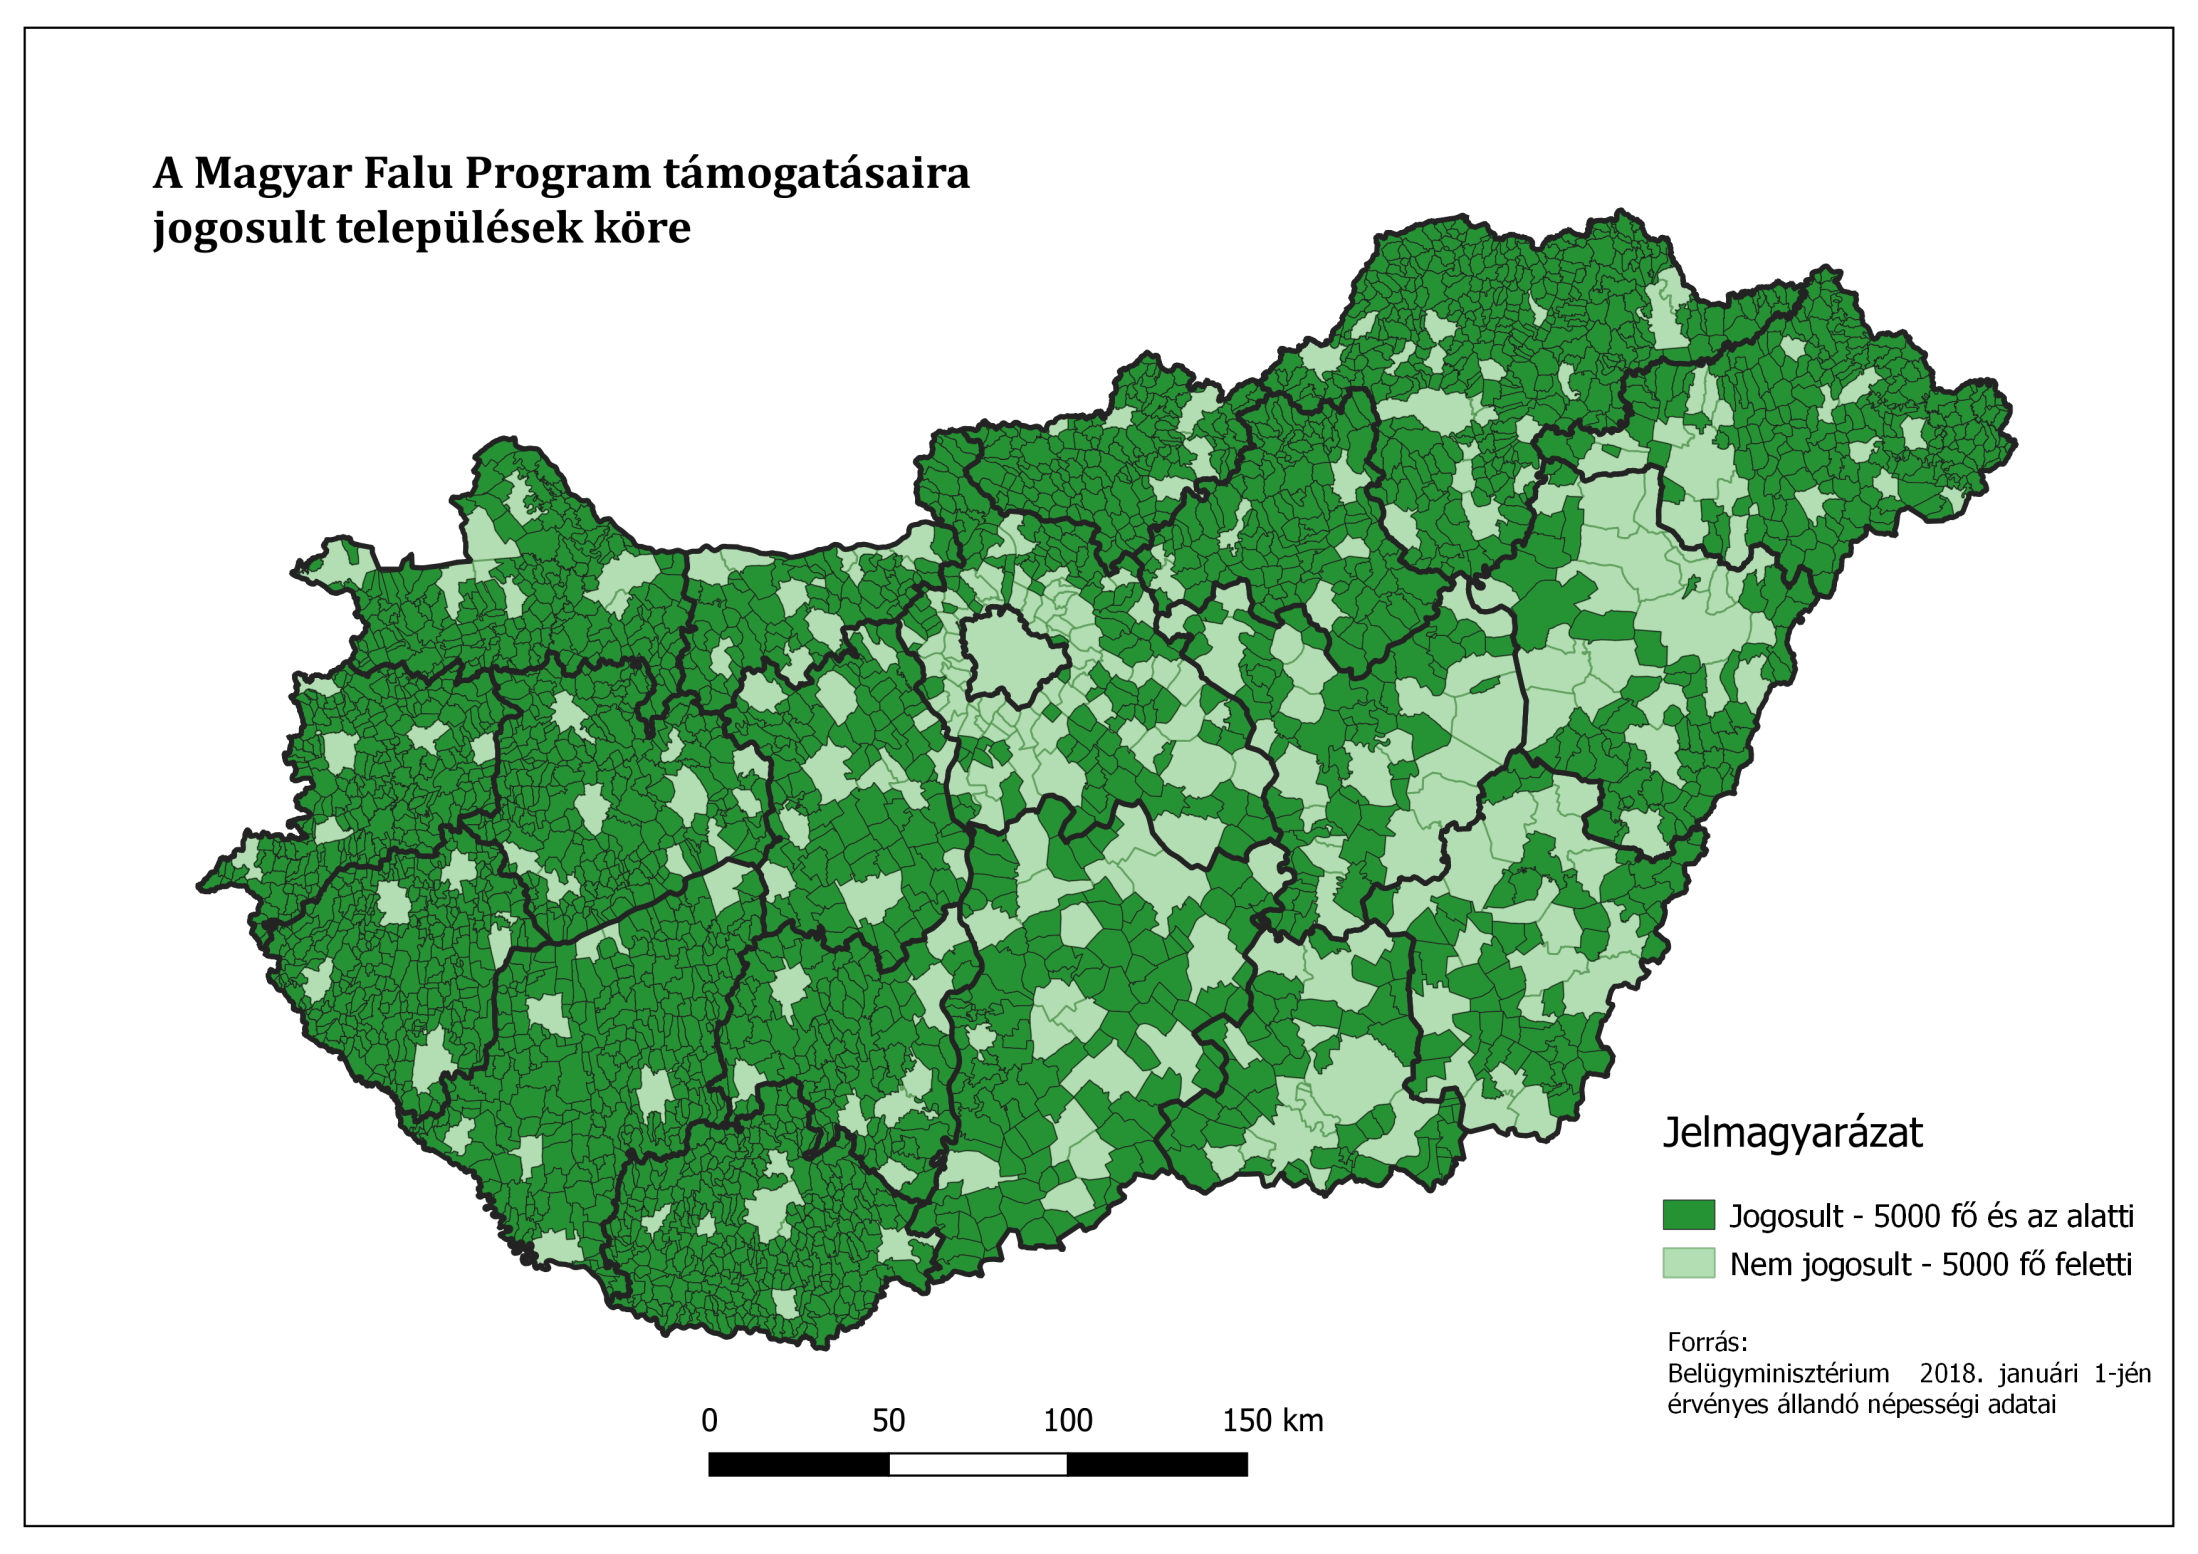 A Magyar Falu Program támogatásaira
jogosult települések köre
Jelmagyarázat
Jogosult - 5000 fő és az alatti
Nem jogosult - 5000 fő feletti
Forrás:
Belügyminisztérium 2018. januári 1-jén
érvényes állandó népességi adatai
0 50 100 150 km